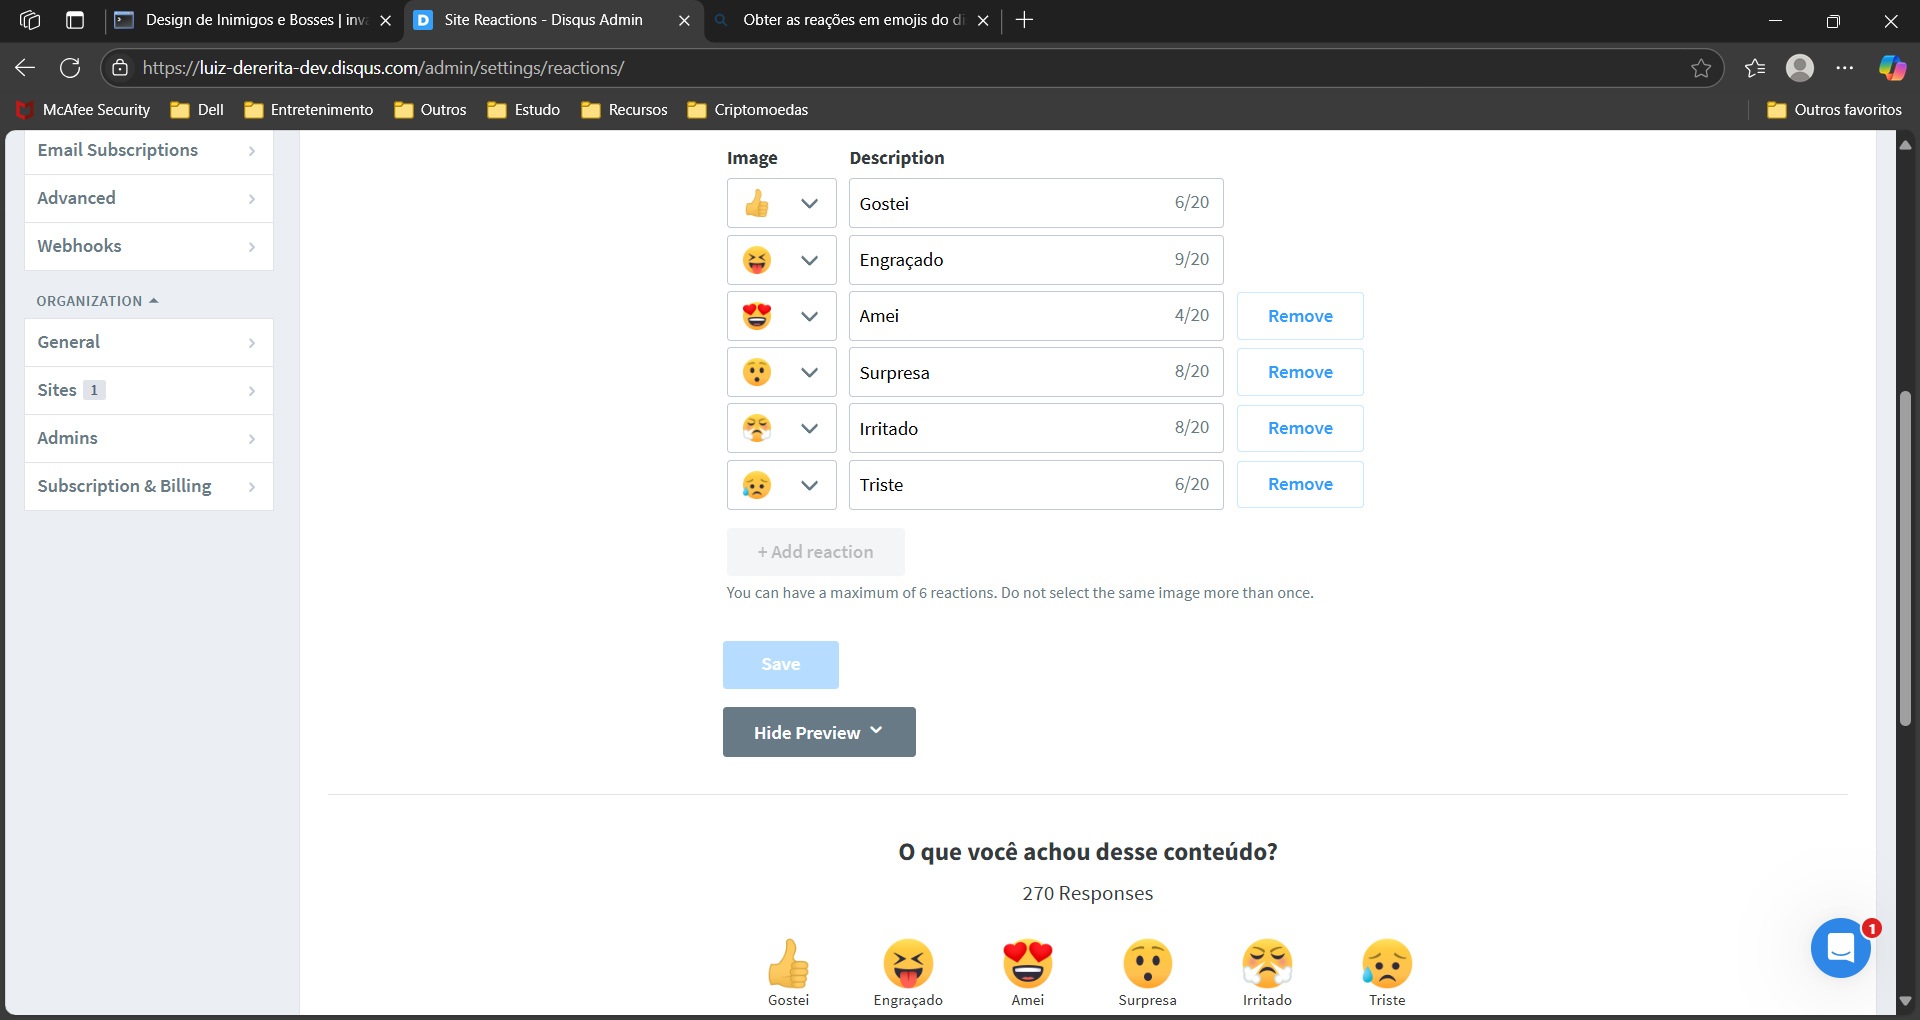 Design de Inimigos e Bosses | inv
Site Reactions - Disqus Admin
Obter as reações em emojis do di
https://luiz-dererita-dev.disqus.com/admin/settings/reactions/
McAfee Security
Dell
Entretenimento
Outros
Estudo
Recursos
Criptomoedas
Outros favoritos
Email Subscriptions
Advanced
Webhooks
ORGANIZATION
General
Sites 1
Admins
Subscription & Billing
Image Description
Gostei 6/20
Engraçado 9/20
Amei 4/20 Remove
Surpresa 8/20 Remove
Irritado 8/20 Remove
Triste 6/20 Remove
+ Add reaction
You can have a maximum of 6 reactions. Do not select the same image more than once.
Save
Hide Preview
O que você achou desse conteúdo?
270 Responses
Gostei Engraçado Amei Surpresa Irritado Triste
1